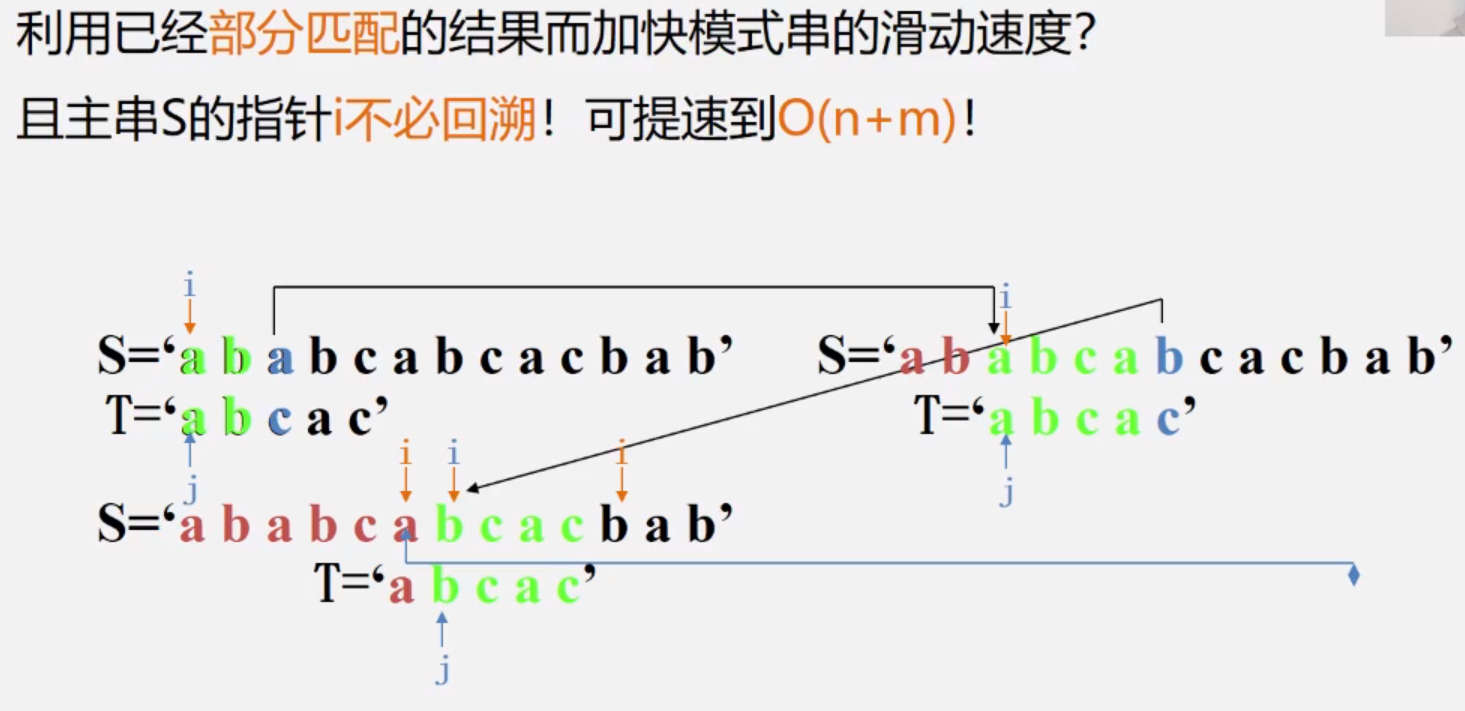 利用已经部分匹配的结果而加快模式串的滑动速度?
且主串S的指针i不必回溯！可提速到O(n+m)！
i
i
S=‘a b a b c a b c a c b a b’
S=‘a b a b c a b c a c b a b’
T=‘a b c a c’
T=‘a b c a c’
i i i
j
j
S=‘a b a b c a b c a c b a b’
T=‘a b c a c’
j